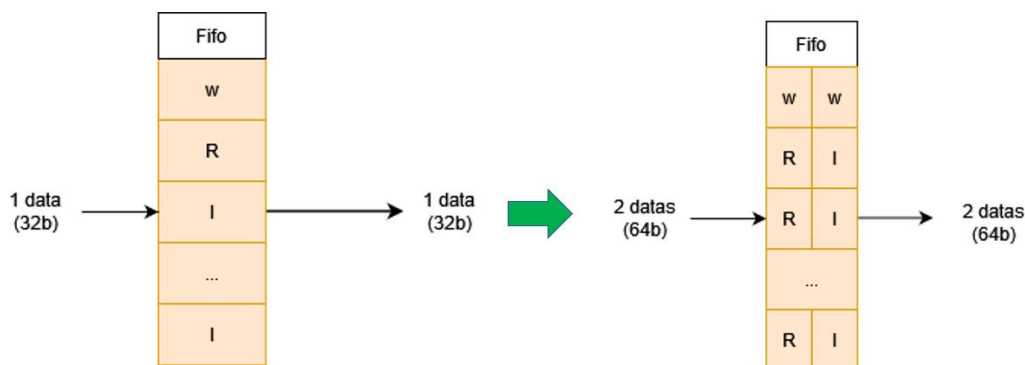 Fifo
w
R
1 data
(32b)
I
1 data
(32b)
...
I
Fifo
w w
R I
2 datas
(64b)
R I
2 datas
(64b)
...
R I